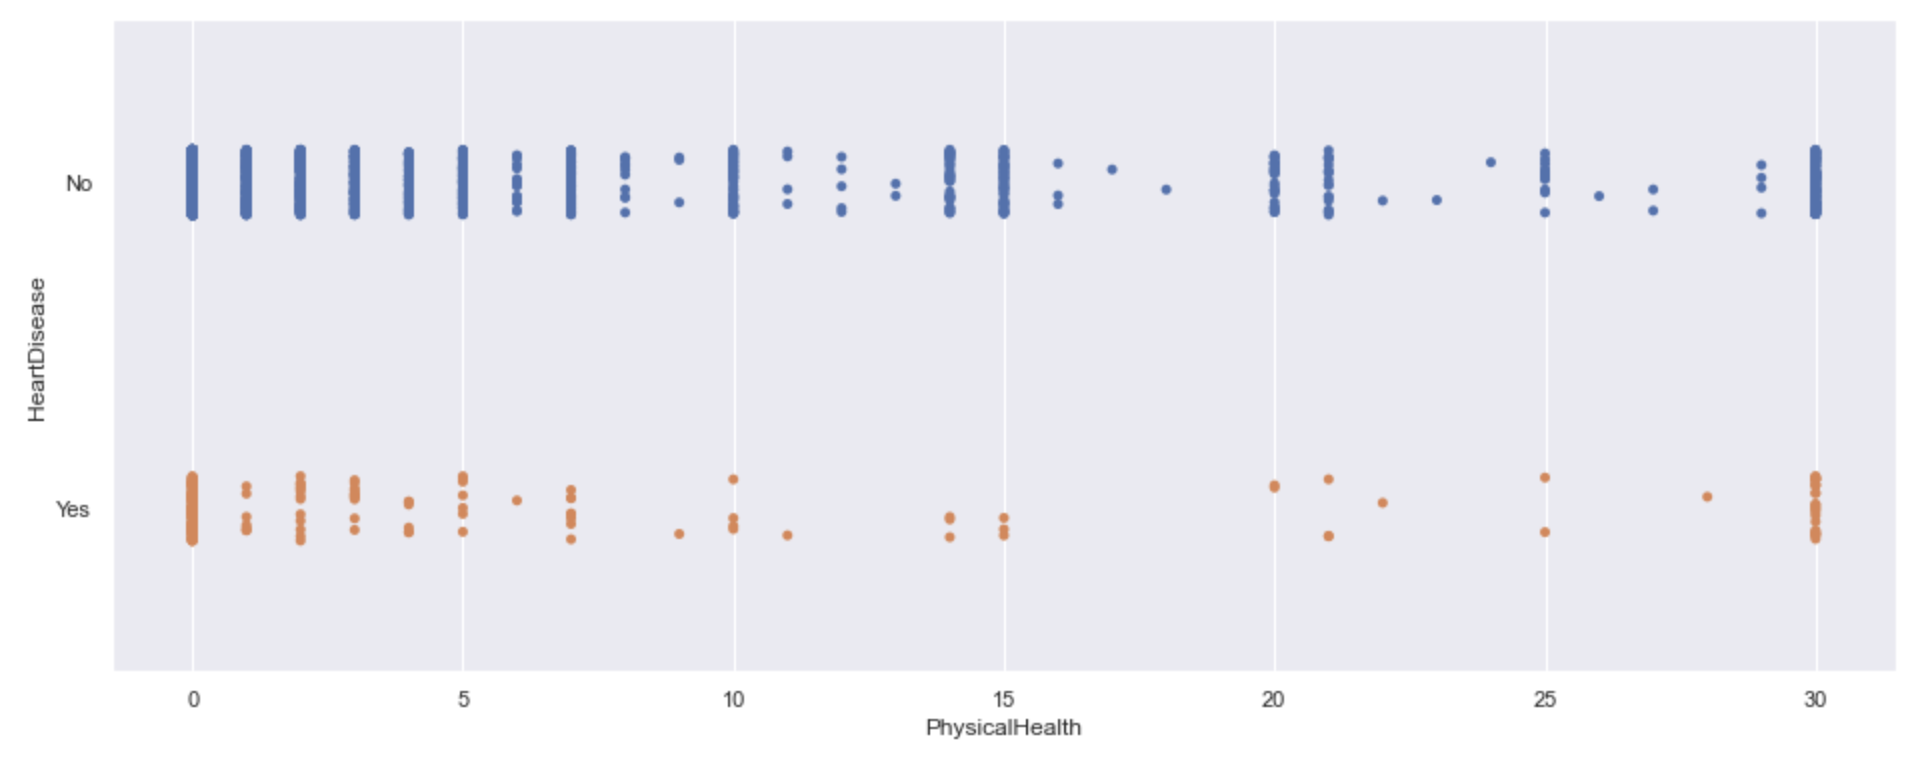 No
HeartDisease
Yes
0 5 10 15 20 25 30
PhysicalHealth